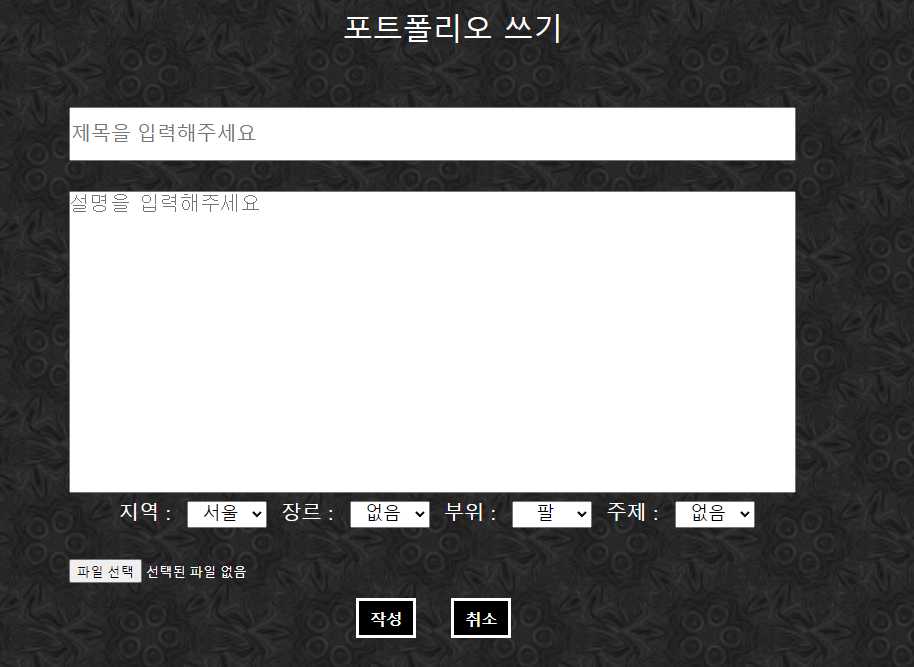 포트폴리오 쓰기
제목을 입력해주세요
설명을 입력해주세요
지역 : 서울 장르 : 없음 부위 : 팔 주제 : 없음
파일 선택 선택된 파일 없음
작성 취소